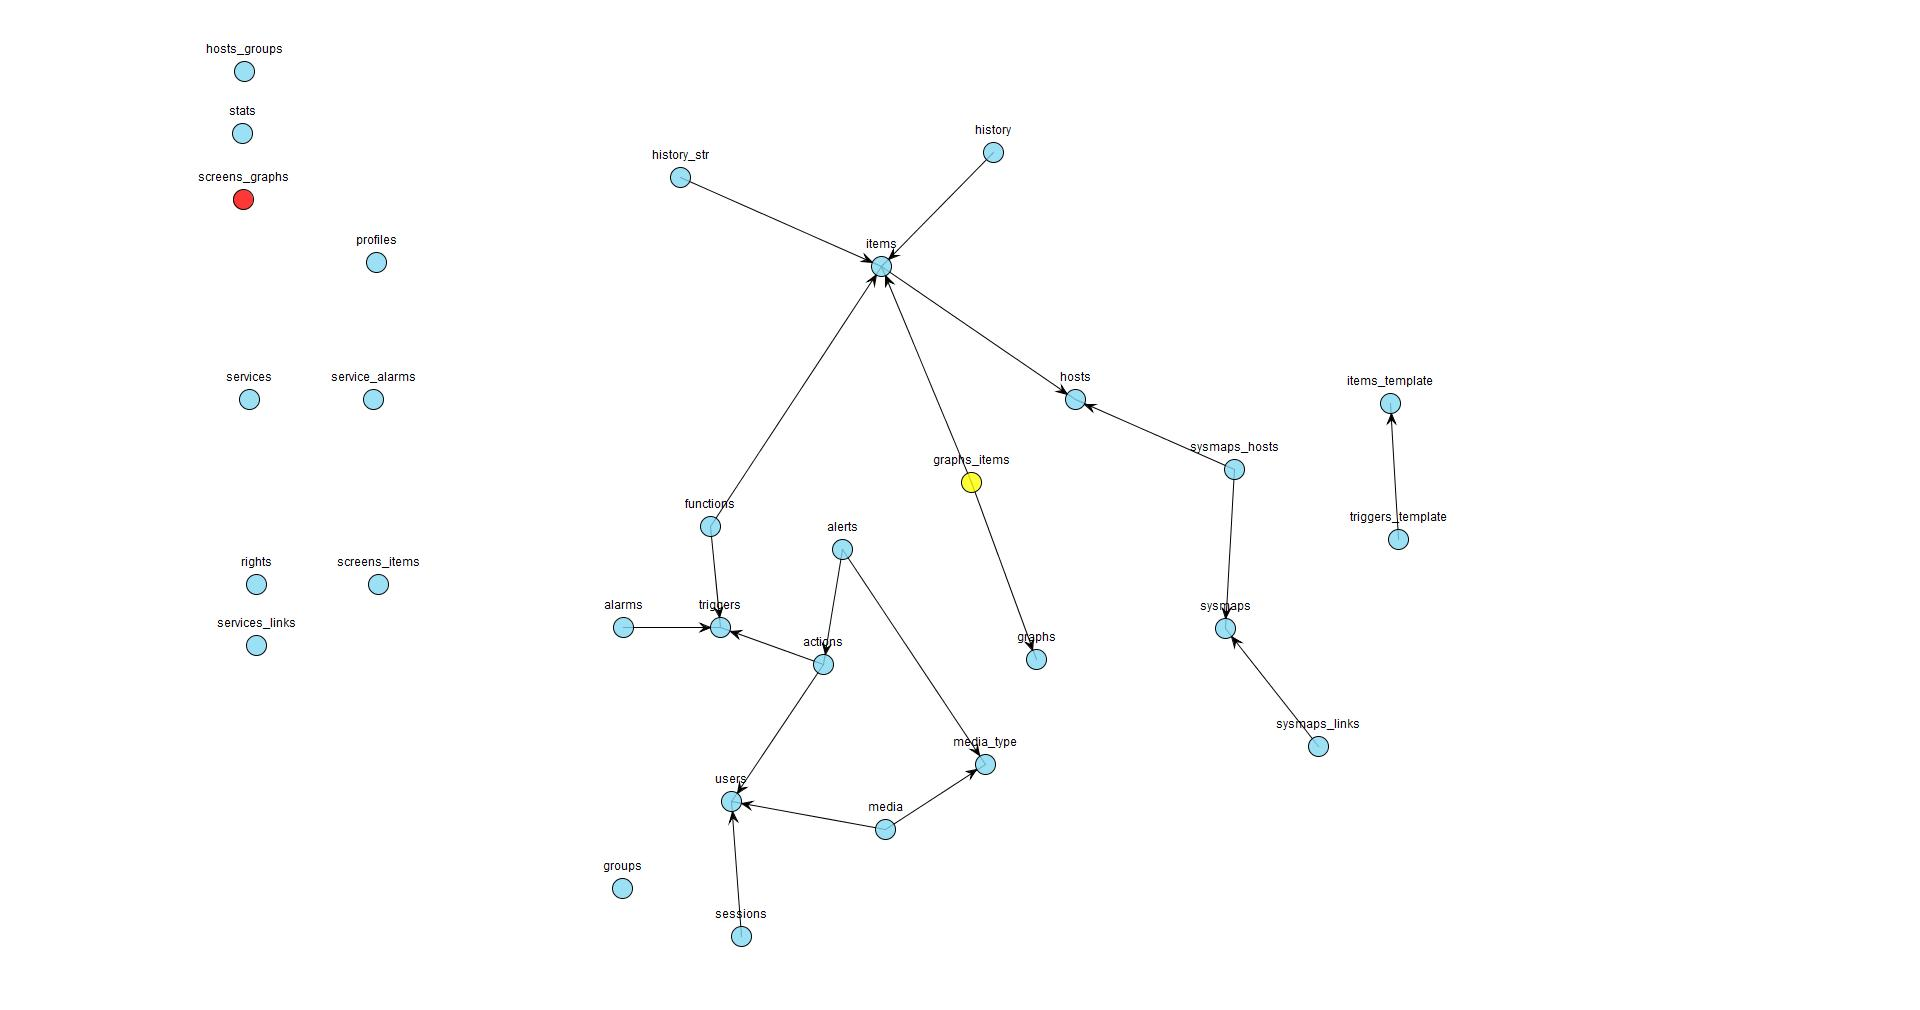 hosts_groups
stats
screens_graphs
profiles
services
service_alarms
rights
screens_items
services_links
history_str
history
items
hosts
sysmaps_hosts
items_template
triggers_template
graphs_items
functions
alerts
alarms
triggers
actions
graphs
sysmaps
sysmaps_links
media_type
users
media
groups
sessions